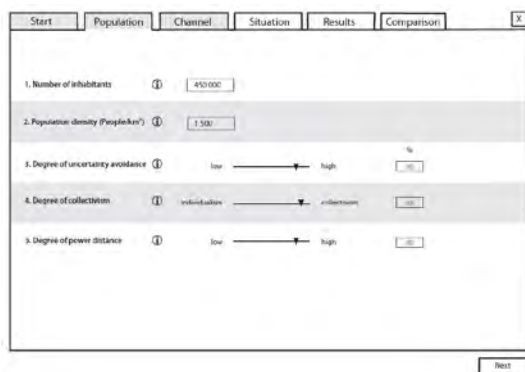 Start Population Channel Situation Results Comparison X
1. Number of inhabitants 450 000
2. Population density (People/km²) 1 500
%
3. Degree of uncertainty avoidance low high
4. Degree of collectivism individualism collectivism
5. Degree of power distance low high
Next